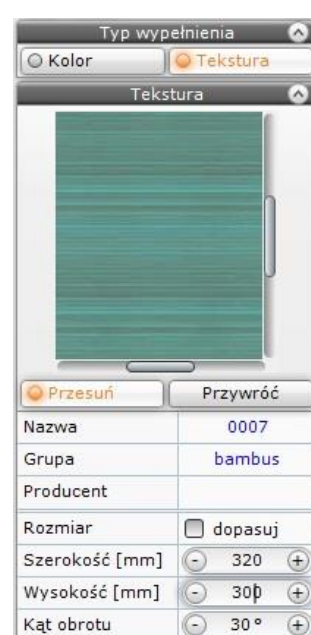 Typ wypełnienia
Kolor Tekstura
Tekstura
Przesuń Przywróć
Nazwa 0007
Grupa bambus
Producent
Rozmiar dopasuj
Szerokość [mm] - 320 +
Wysokość [mm] - 300 +
Kąt obrotu - 30 ° +